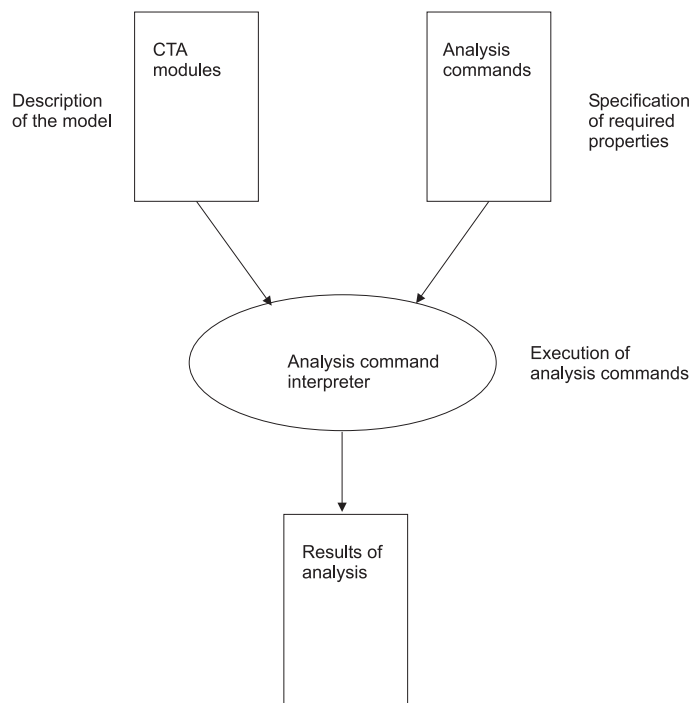 CTA
modules
Analysis
commands
Description
of the model
Specification
of required
properties
Analysis command
interpreter
Execution of
analysis commands
Results of
analysis